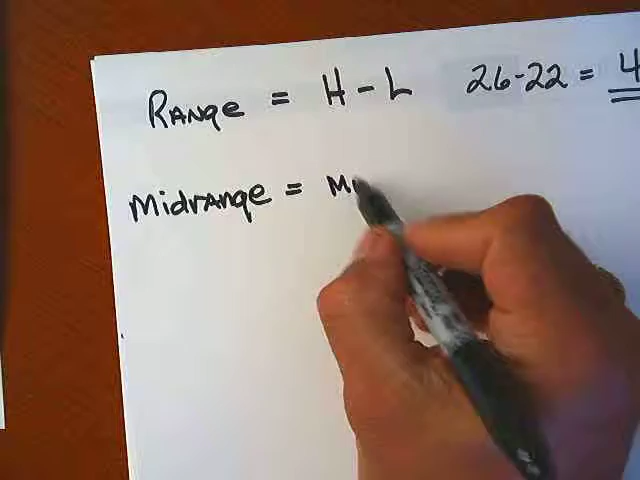 Range = H - L 26-22 = 4
Midrange = M